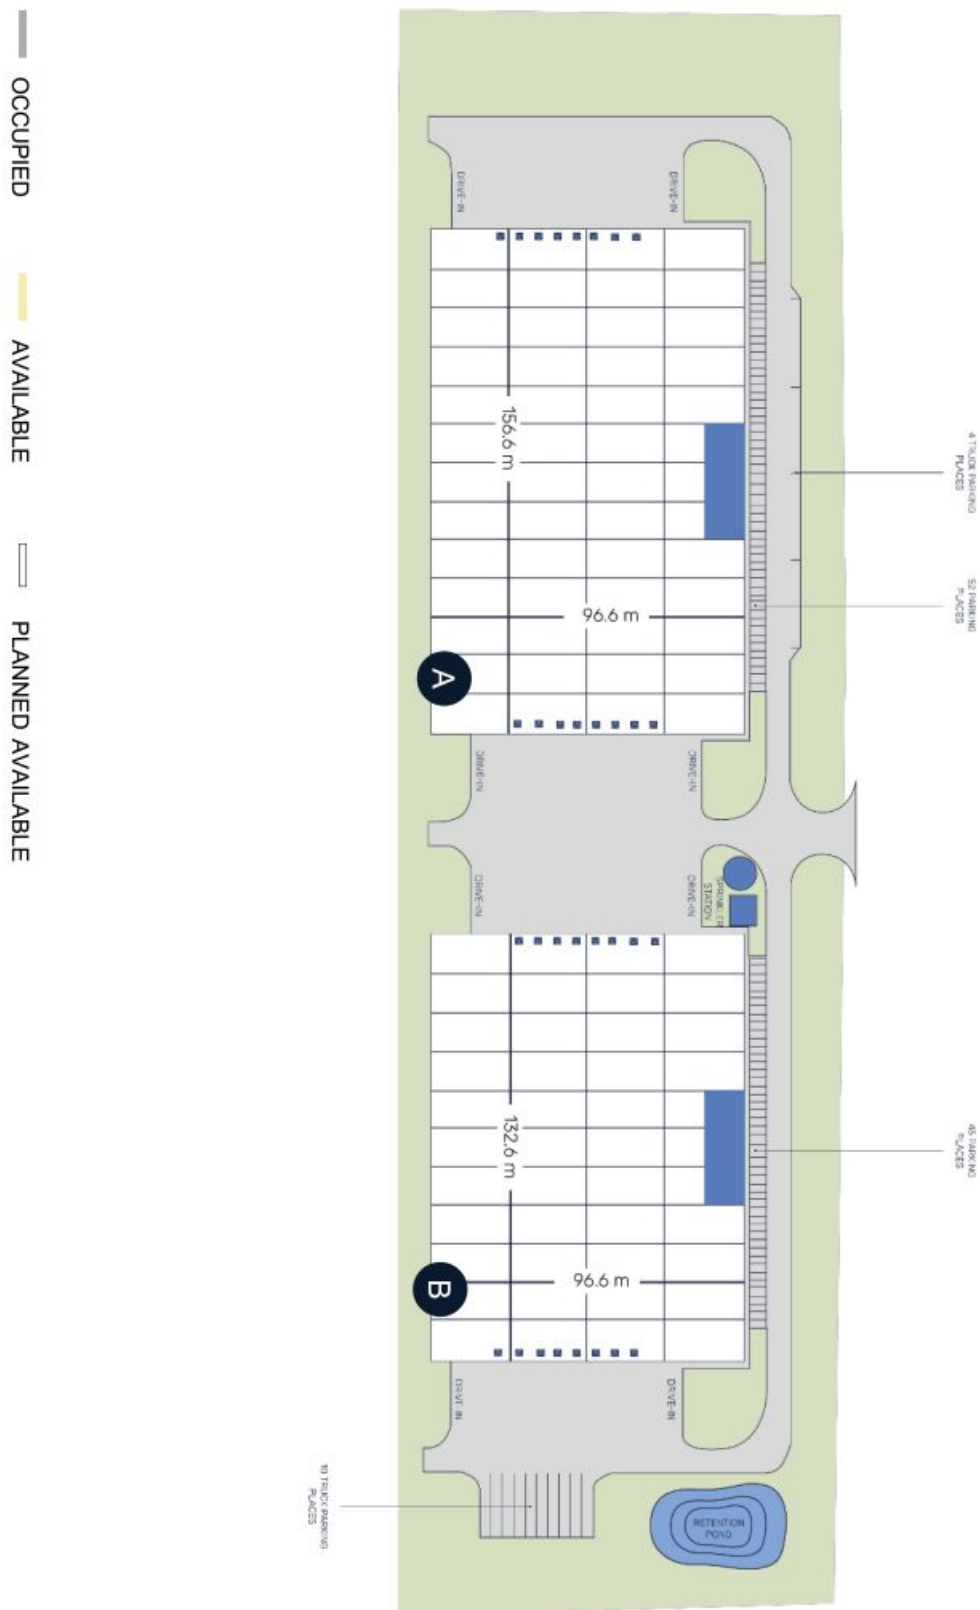 OCCUPIED
AVAILABLE
PLANNED AVAILABLE
4 TRUCK PARKING
PLACES
52 PARKING
PLACES
45 PARKING
PLACES
DRIVE-IN
DRIVE-IN
156.6 m
96.6 m
A
DRIVE-IN
DRIVE-IN
DRIVE-IN
DRIVE-IN
SPRINKLER
STATION
132.6 m
96.6 m
B
DRIVE-IN
DRIVE-IN
10 TRUCK PARKING
PLACES
RETENTION
POND